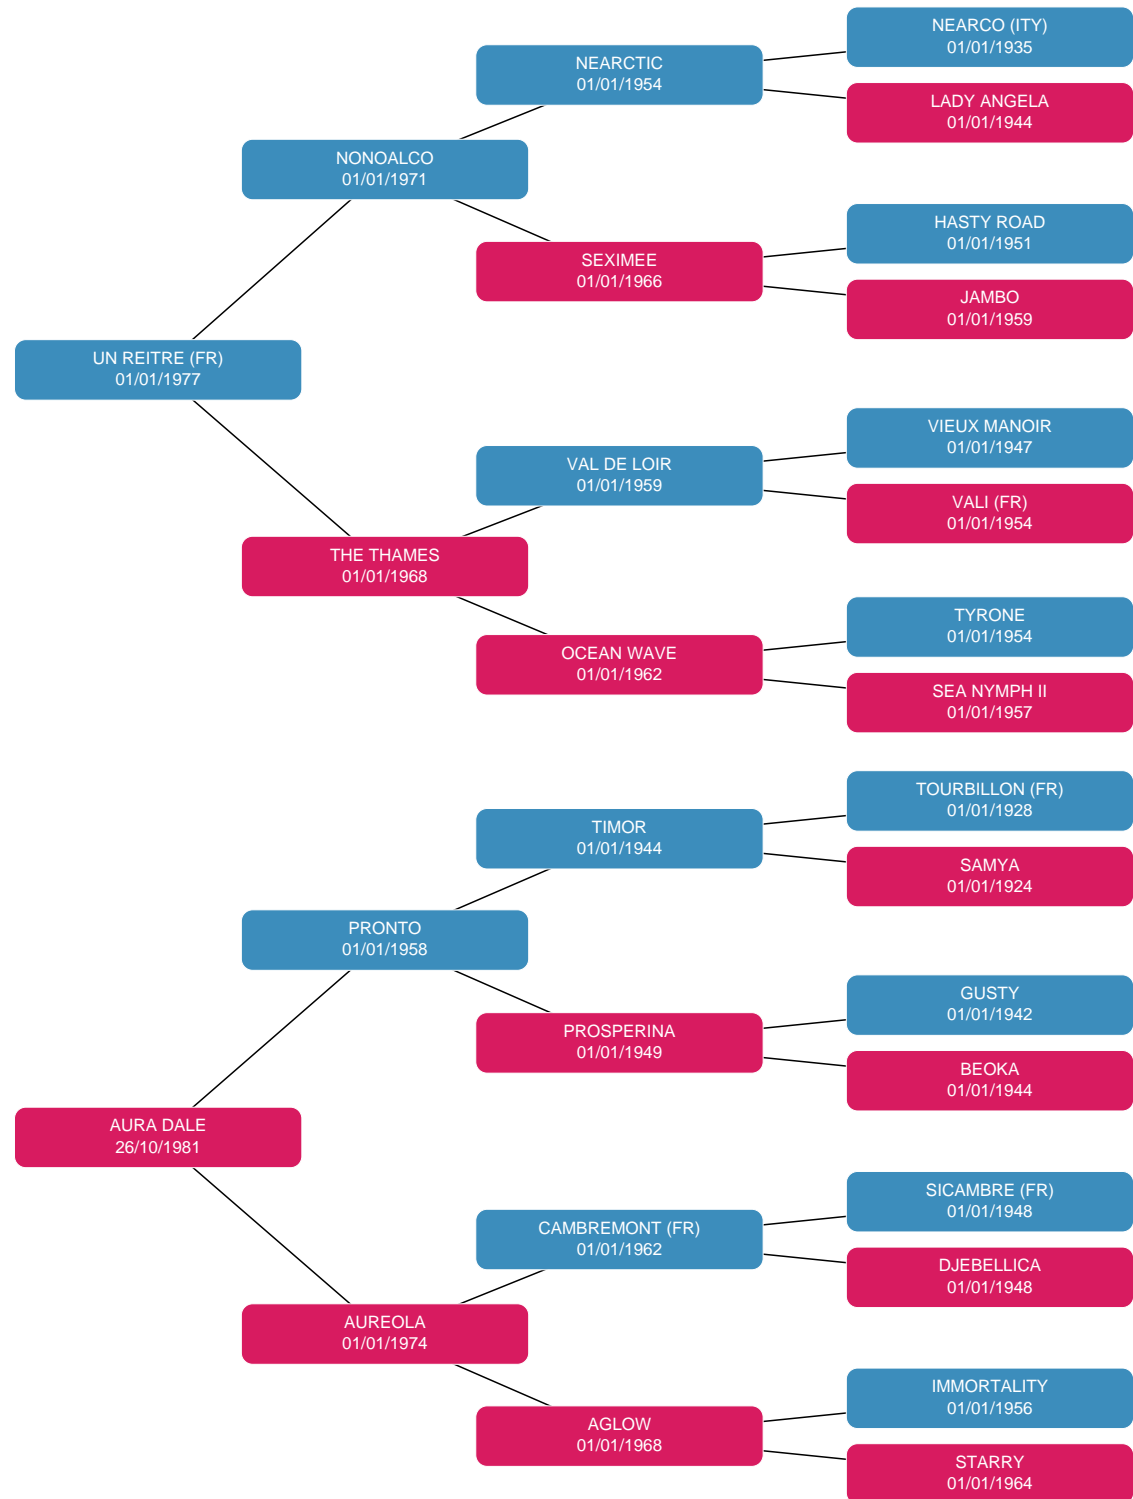 NEARCO (ITY)
01/01/1935
NEARCTIC
01/01/1954
LADY ANGELA
01/01/1944
NONOALCO
01/01/1971
HASTY ROAD
01/01/1951
SEXIMEE
01/01/1966
JAMBO
01/01/1959
UN REITRE (FR)
01/01/1977
VIEUX MANOIR
01/01/1947
VAL DE LOIR
01/01/1959
VALI (FR)
01/01/1954
THE THAMES
01/01/1968
TYRONE
01/01/1954
OCEAN WAVE
01/01/1962
SEA NYMPH II
01/01/1957
TOURBILLON (FR)
01/01/1928
TIMOR
01/01/1944
SAMYA
01/01/1924
PRONTO
01/01/1958
GUSTY
01/01/1942
PROSPERINA
01/01/1949
BEOKA
01/01/1944
AURA DALE
26/10/1981
SICAMBRE (FR)
01/01/1948
CAMBREMONT (FR)
01/01/1962
DJEBELLICA
01/01/1948
AUREOLA
01/01/1974
IMMORTALITY
01/01/1956
AGLOW
01/01/1968
STARRY
01/01/1964